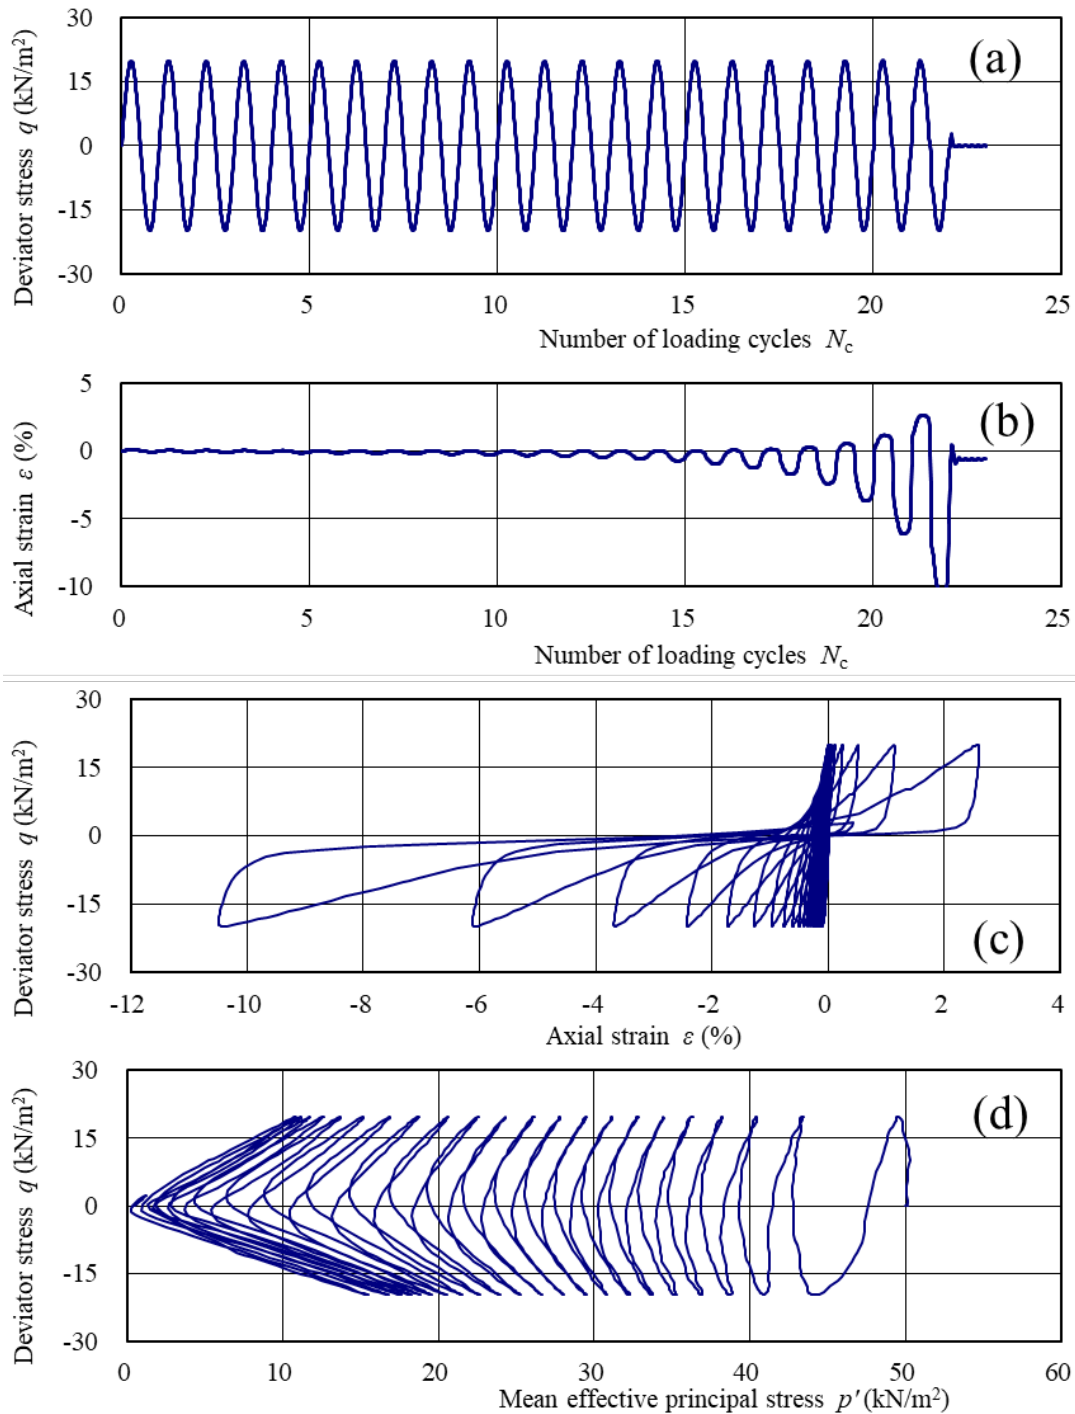 30
15
0
-15
-30
Deviator stress q (kN/m²)
(a)
0 5 10 15 20 25
Number of loading cycles Nc
5
0
-5
-10
Axial strain ε (%)
(b)
0 5 10 15 20 25
Number of loading cycles Nc
30
15
0
-15
-30
Deviator stress q (kN/m²)
(c)
-12 -10 -8 -6 -4 -2 0 2 4
Axial strain ε (%)
30
15
0
-15
-30
Deviator stress q (kN/m²)
(d)
0 10 20 30 40 50 60
Mean effective principal stress p′(kN/m²)